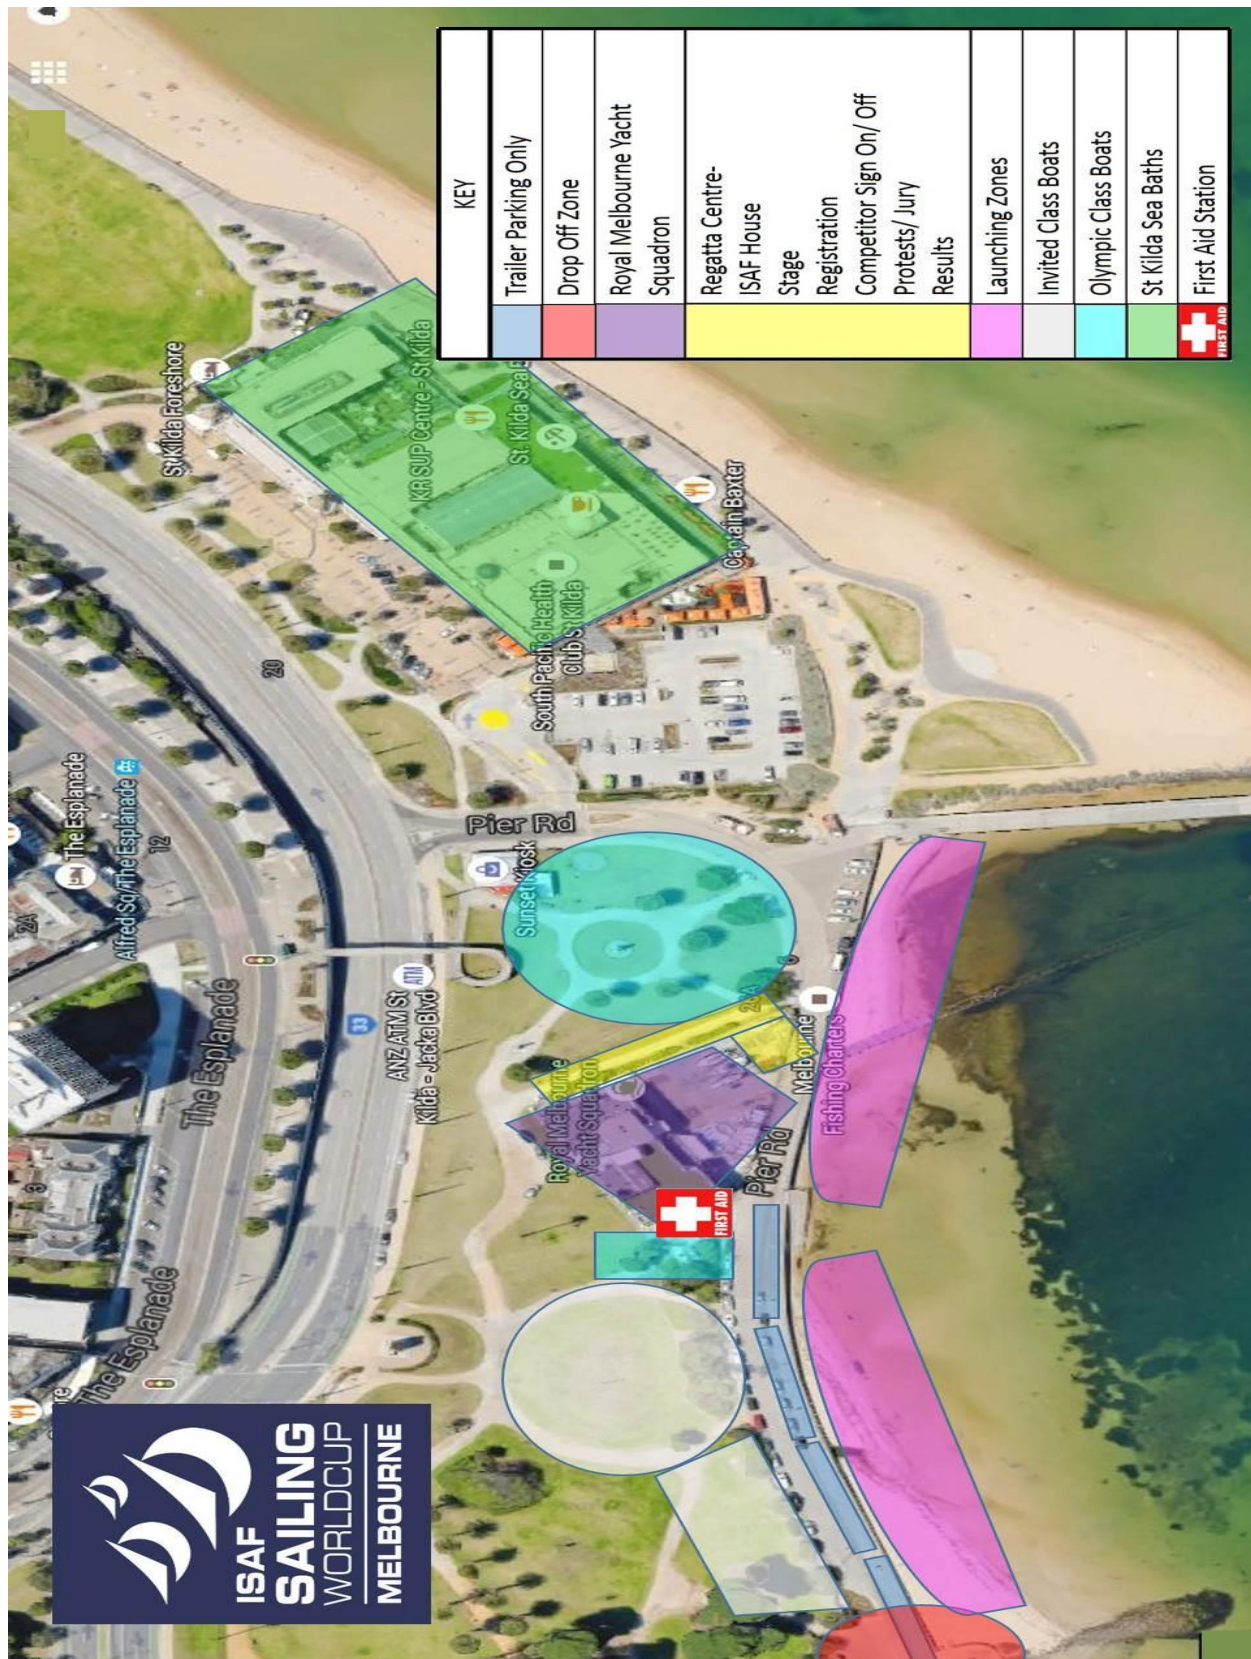 ISAF
SAILING
WORLDCUP
MELBOURNE
The Esplanade
3
The Esplanade
2A
Alfred Sq/The Esplanade
12
The Esplanade
33
ANZ ATM St
Kilda - Jacka Blvd
ATM
20
St Kilda Foreshore
Royal Melbourne
Yacht Squadron
Sunset Kiosk
Pier Rd
South Pacific Health
Club St Kilda
KR SUP Centre - St Kilda
St. Kilda Sea
Captain Baxter
FIRST AID
Pier Rd
Melbourne
Fishing Charters
KEY
Trailer Parking Only
Drop Off Zone
Royal Melbourne Yacht
Squadron
Regatta Centre-
ISAF House
Stage
Registration
Competitor Sign On/ Off
Protests/ Jury
Results
Launching Zones
Invited Class Boats
Olympic Class Boats
St Kilda Sea Baths
FIRST AID
First Aid Station